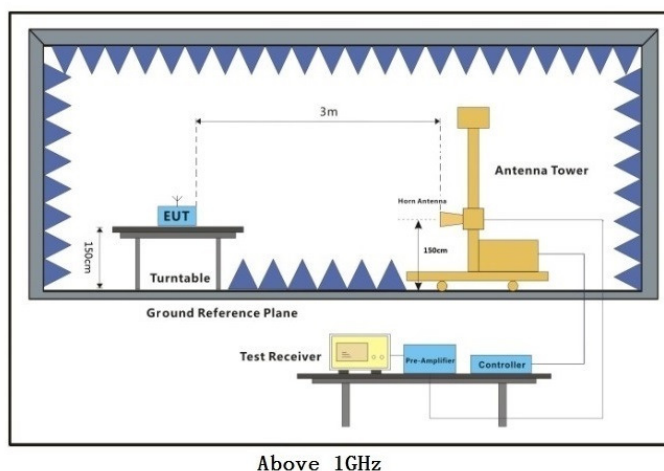 3m
Antenna Tower
Horn Antenna
EUT
150cm
150cm
Turntable
Ground Reference Plane
Test Receiver
Pre-Amplifier
Controller
Above 1GHz